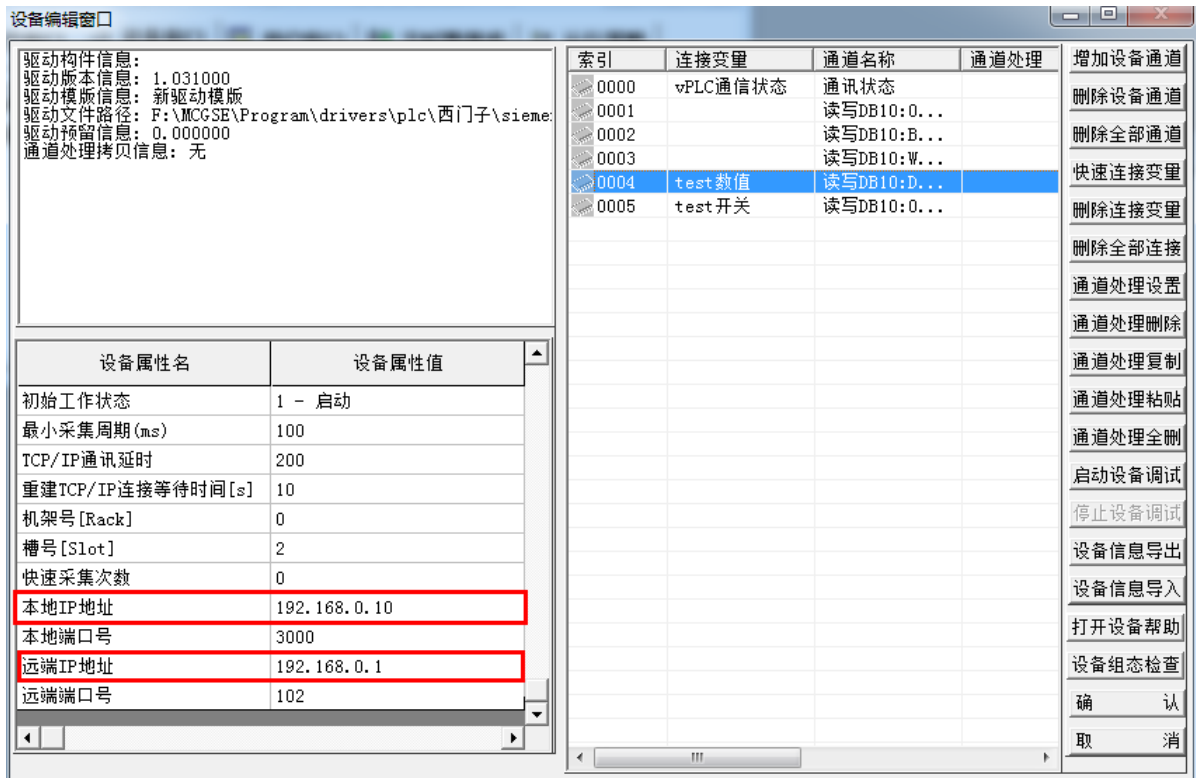 设备编辑窗口
驱动构件信息:
驱动版本信息: 1.031000
驱动模版信息: 新驱动模版
驱动文件路径: F:\MCGSE\Program\drivers\plc\西门子\sieme
驱动预留信息: 0.000000
通道处理拷贝信息: 无
设备属性名 设备属性值
初始工作状态 1 - 启动
最小采集周期(ms) 100
TCP/IP通讯延时 200
重建TCP/IP连接等待时间[s] 10
机架号[Rack] 0
槽号[Slot] 2
快速采集次数 0
本地IP地址 192.168.0.10
本地端口号 3000
远端IP地址 192.168.0.1
远端端口号 102
索引 连接变量 通道名称 通道处理
0000 vPLC通信状态 通讯状态
0001 读写DB10:0...
0002 读写DB10:B...
0003 读写DB10:W...
0004 test数值 读写DB10:D...
0005 test开关 读写DB10:0...
增加设备通道
删除设备通道
删除全部通道
快速连接变量
删除连接变量
删除全部连接
通道处理设置
通道处理删除
通道处理复制
通道处理粘贴
通道处理全删
启动设备调试
停止设备调试
设备信息导出
设备信息导入
打开设备帮助
设备组态检查
确 认
取 消